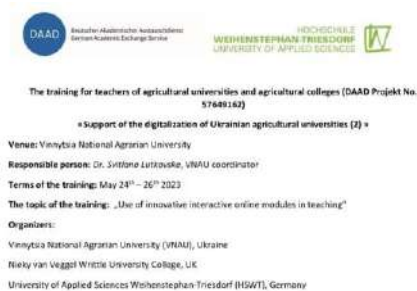 DAAD
Deutscher Akademischer Austauschdienst
German Academic Exchange Service
HOCHSCHULE
WEIHENSTEPHAN-TRIESDORF
UNIVERSITY OF APPLIED SCIENCES
The training for teachers of agricultural universities and agricultural colleges (DAAD Projekt No.
57649162)
«Support of the digitalization of Ukrainian agricultural universities (2) »
Venue: Vinnytsia National Agrarian University
Responsible person: Dr. Svitlana Lutkovska, VNAU coordinator
Terms of the training: May 24th – 26th 2023
The topic of the training: „Use of innovative interactive online modules in teaching"
Organizers:
Vinnytsia National Agrarian University (VNAU), Ukraine
Nieky van Veggel Writtle University College, UK
University of Applied Sciences Weihenstephan-Triesdorf (HSWT), Germany